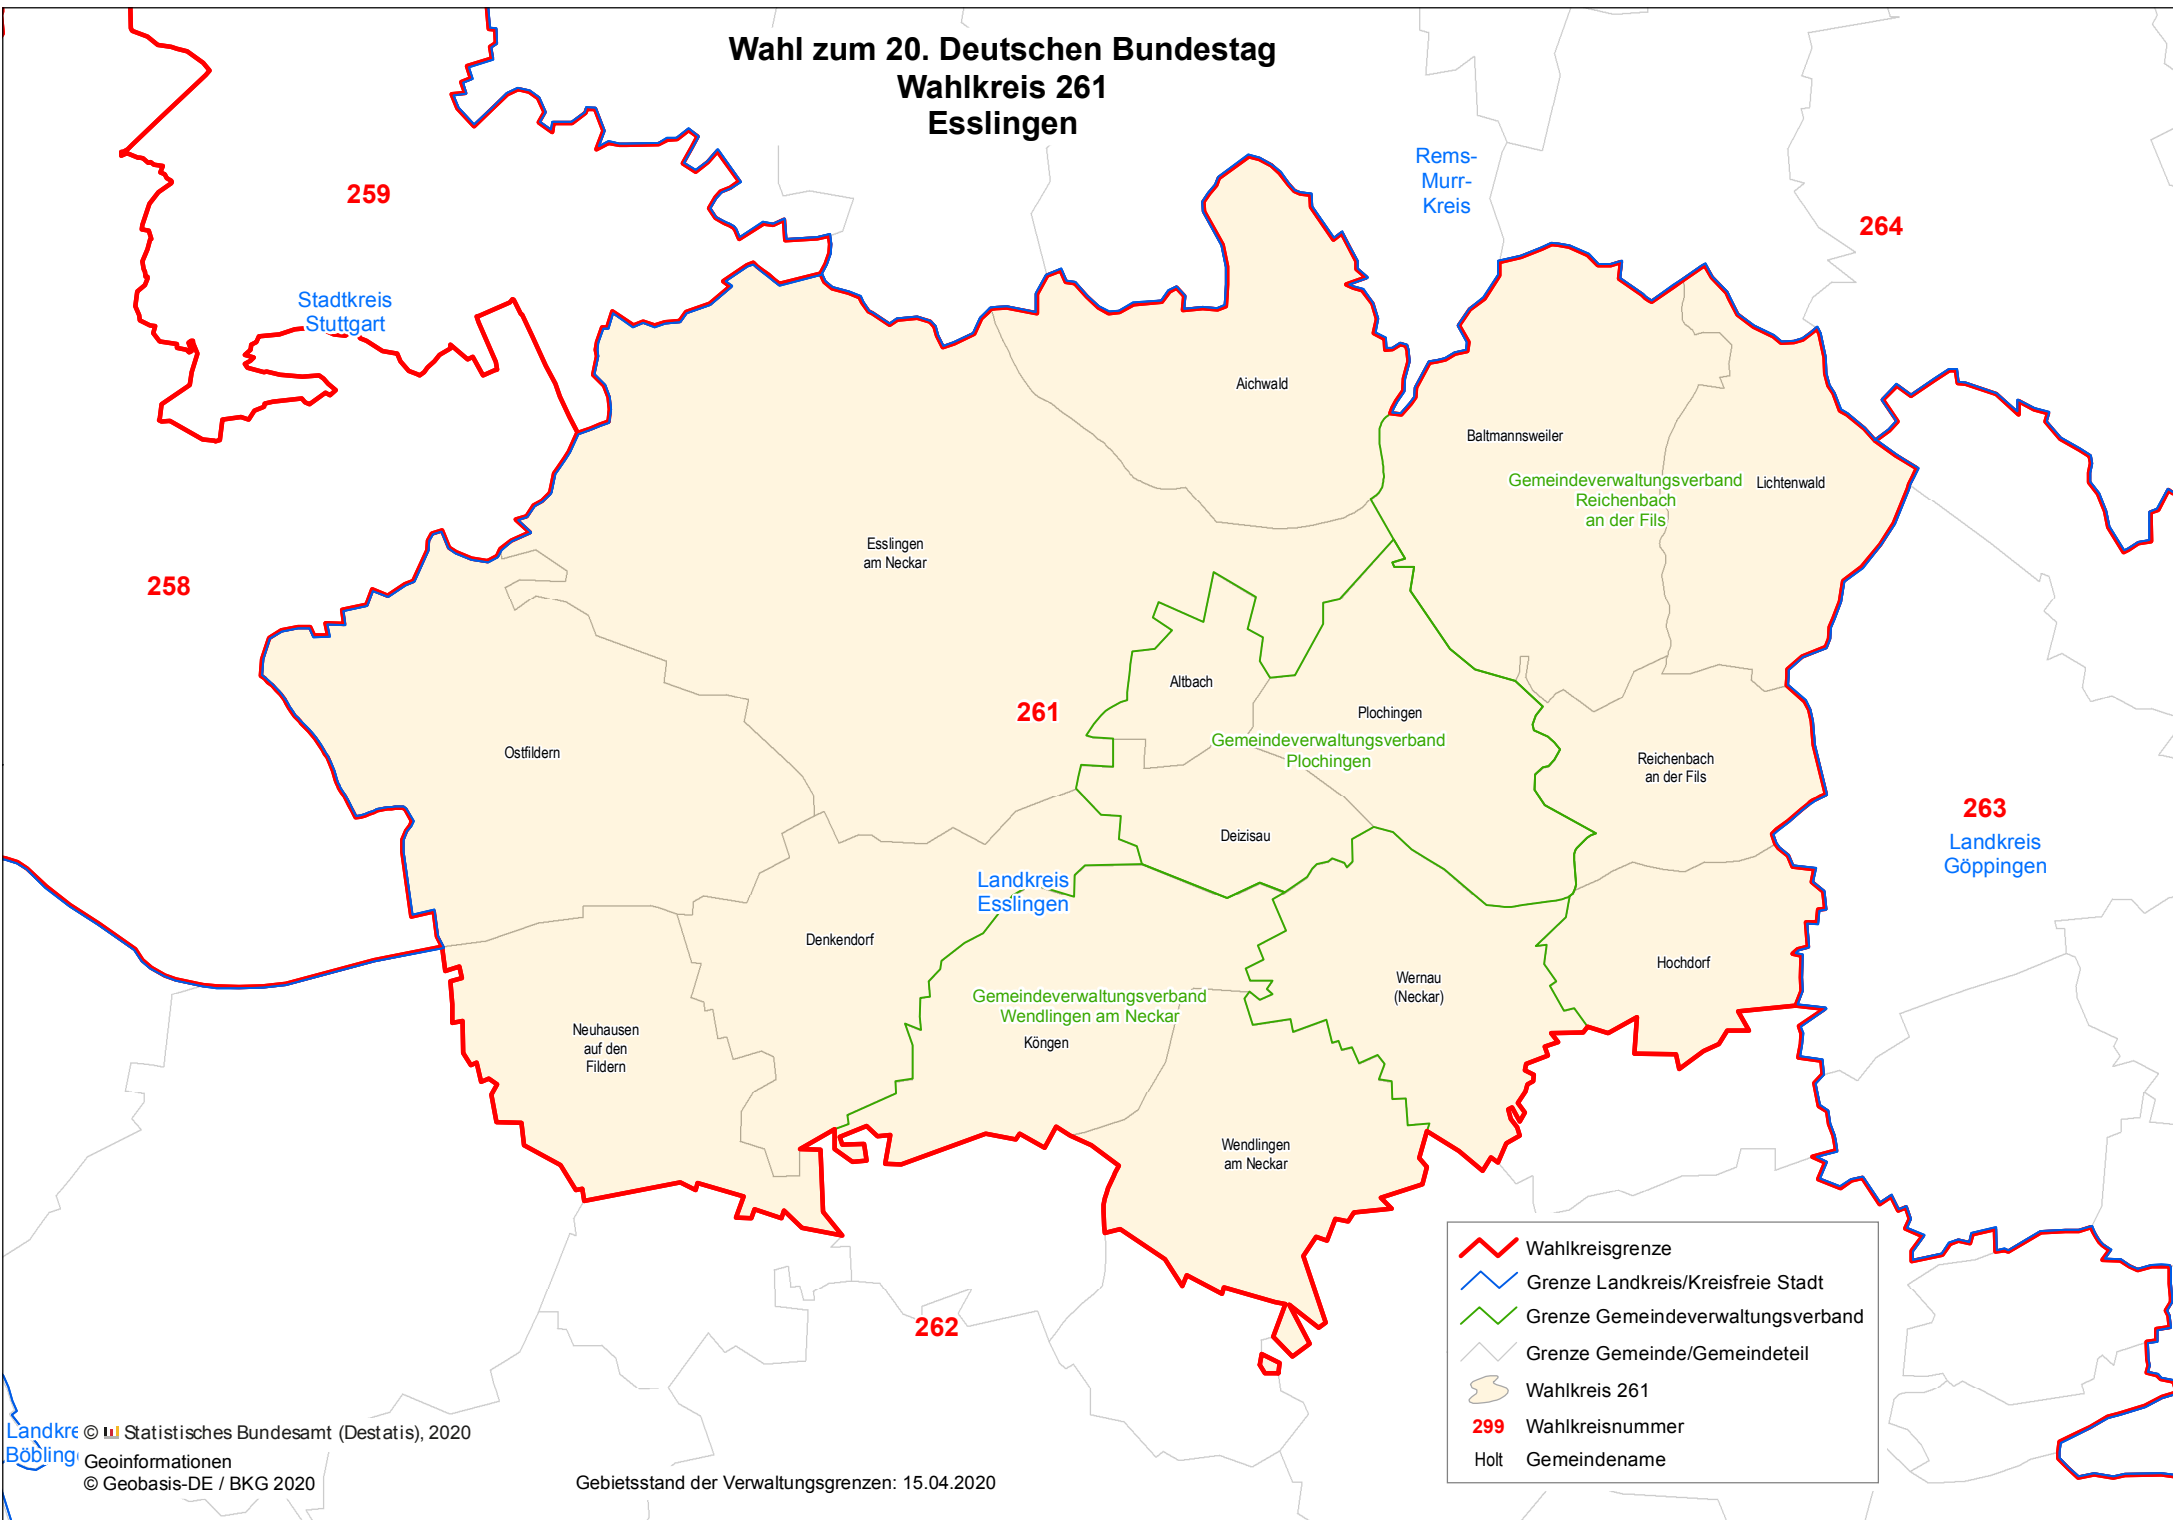 Wahl zum 20. Deutschen Bundestag
Wahlkreis 261
Esslingen
Rems-
Murr-
Kreis
259
264
Stadtkreis
Stuttgart
Aichwald
Baltmannsweiler
Gemeindeverwaltungsverband
Reichenbach
an der Fils
Lichtenwald
Esslingen
am Neckar
258
Altbach
261
Plochingen
Gemeindeverwaltungsverband
Plochingen
Ostfildern
Reichenbach
an der Fils
263
Landkreis
Göppingen
Deizisau
Landkreis
Esslingen
Denkendorf
Hochdorf
Wernau
(Neckar)
Gemeindeverwaltungsverband
Wendlingen am Neckar
Köngen
Neuhausen
auf den
Fildern
Wendlingen
am Neckar
262
Wahlkreisgrenze
Grenze Landkreis/Kreisfreie Stadt
Grenze Gemeindeverwaltungsverband
Grenze Gemeinde/Gemeindeteil
Wahlkreis 261
299 Wahlkreisnummer
Holt Gemeindename
Landkre
Böbling
© Statistisches Bundesamt (Destatis), 2020
Geoinformationen
© Geobasis-DE / BKG 2020
Gebietsstand der Verwaltungsgrenzen: 15.04.2020